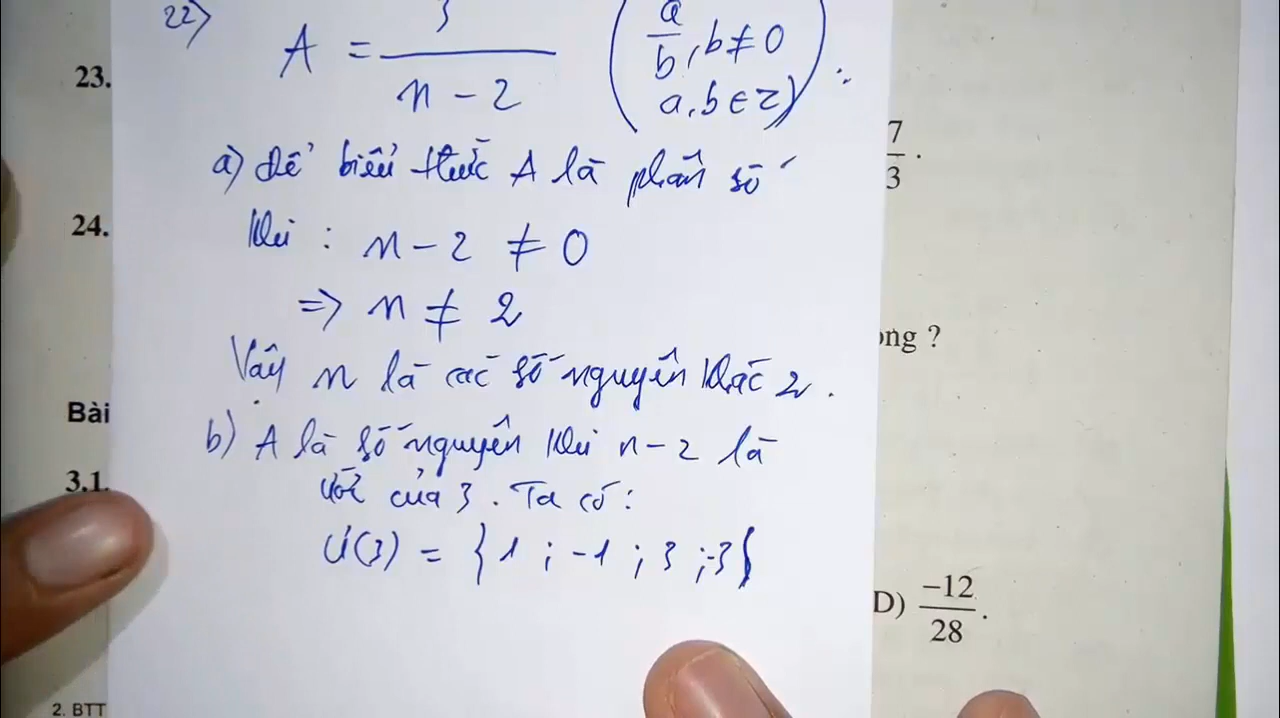 22)
A = 3 / (n - 2) (a/b, b ≠ 0
a, b ∈ Z)
a) Để biểu thức A là phân số
khi : n - 2 ≠ 0
=> n ≠ 2
Vậy n là các số nguyên khác 2.
b) A là số nguyên khi n - 2 là
ước của 3. Ta có:
Ư(3) = {1 ; -1 ; 3 ; -3}
23.
24.
Bài
3.1.
2. BTT
7/3 .
ong ?
D) -12/28 .